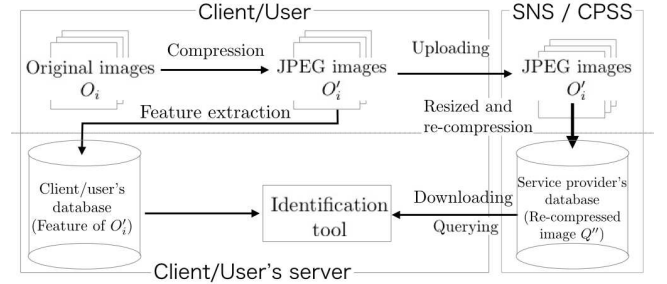 Client/User
SNS / CPSS
Original images
O_i
Compression
JPEG images
O'_i
Uploading
JPEG images
O'_i
Feature extraction
Resized and
re-compression
Client/user's
database
(Feature of O'_i)
Identification
tool
Downloading
Querying
Service provider's
database
(Re-compressed
image Q'')
Client/User's server